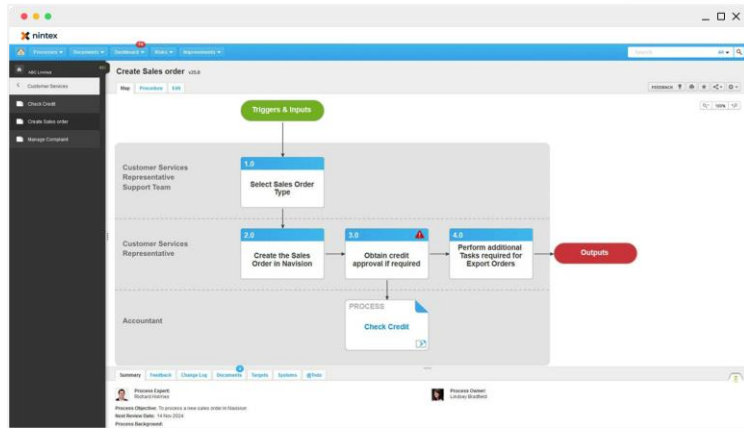 nintex
Processes Documents Dashboard Risks Improvements
Search All
ABC Limited
Customer Services
Check Credit
Create Sales order
Manage Complaint
Create Sales order v35.0
Map Procedure Edit
FEEDBACK
100%
Triggers & Inputs
Customer Services
Representative
Support Team
1.0
Select Sales Order
Type
Customer Services
Representative
2.0
Create the Sales
Order in Navision
3.0
Obtain credit
approval if required
4.0
Perform additional
Tasks required for
Export Orders
Outputs
Accountant
PROCESS
Check Credit
Summary Feedback Change Log Documents Targets Systems @Tests
Process Expert:
Richard Holmes
Process Owner:
Lindsey Bradfield
Process Objective: To process a new sales order in Navision
Next Review Date: 14 Nov 2024
Process Background: